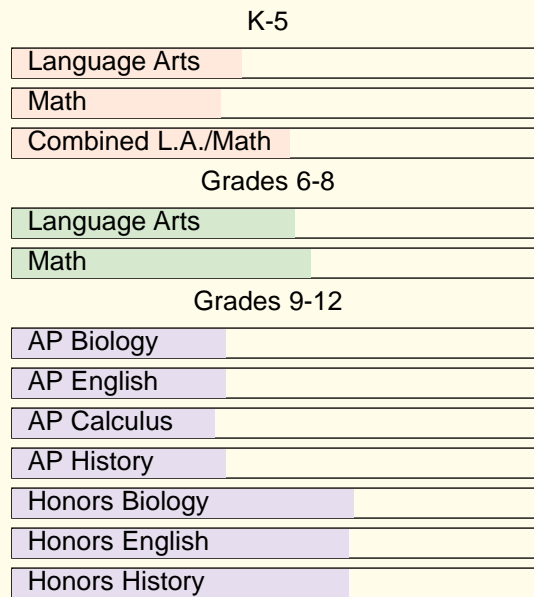 K-5
Language Arts
Math
Combined L.A./Math
Grades 6-8
Language Arts
Math
Grades 9-12
AP Biology
AP English
AP Calculus
AP History
Honors Biology
Honors English
Honors History